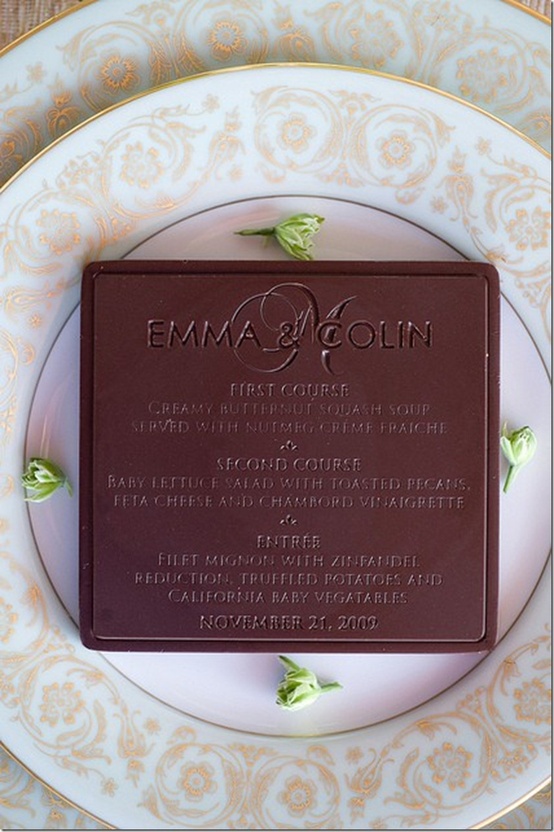 EMMA & COLIN
M
FIRST COURSE
CREAMY BUTTERNUT SQUASH SOUP
SERVED WITH NUTMEG CRÈME FRAICHE
SECOND COURSE
BABY LETTUCE SALAD WITH TOASTED PECANS,
FETA CHEESE AND CHAMBORD VINAIGRETTE
ENTRÉE
FILET MIGNON WITH ZINFANDEL
REDUCTION, TRUFFLED POTATOES AND
CALIFORNIA BABY VEGATABLES
NOVEMBER 21, 2009